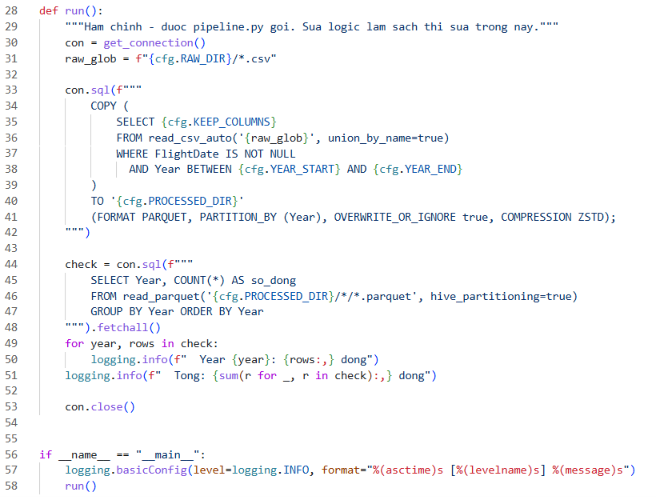 28 def run():
29     """Ham chinh - duoc pipeline.py goi. Sua logic lam sach thi sua trong nay."""
30     con = get_connection()
31     raw_glob = f"{cfg.RAW_DIR}/*.csv"
32
33     con.sql(f"""
34         COPY (
35             SELECT {cfg.KEEP_COLUMNS}
36             FROM read_csv_auto('{raw_glob}', union_by_name=true)
37             WHERE FlightDate IS NOT NULL
38               AND Year BETWEEN {cfg.YEAR_START} AND {cfg.YEAR_END}
39         )
40         TO '{cfg.PROCESSED_DIR}'
41         (FORMAT PARQUET, PARTITION_BY (Year), OVERWRITE_OR_IGNORE true, COMPRESSION ZSTD);
42     """)
43
44     check = con.sql(f"""
45         SELECT Year, COUNT(*) AS so_dong
46         FROM read_parquet('{cfg.PROCESSED_DIR}/*/*.parquet', hive_partitioning=true)
47         GROUP BY Year ORDER BY Year
48     """).fetchall()
49     for year, rows in check:
50         logging.info(f"  Year {year}: {rows:,} dong")
51     logging.info(f"  Tong: {sum(r for _, r in check):,} dong")
52
53     con.close()
54
55
56 if __name__ == "__main__":
57     logging.basicConfig(level=logging.INFO, format="%(asctime)s [%(levelname)s] %(message)s")
58     run()